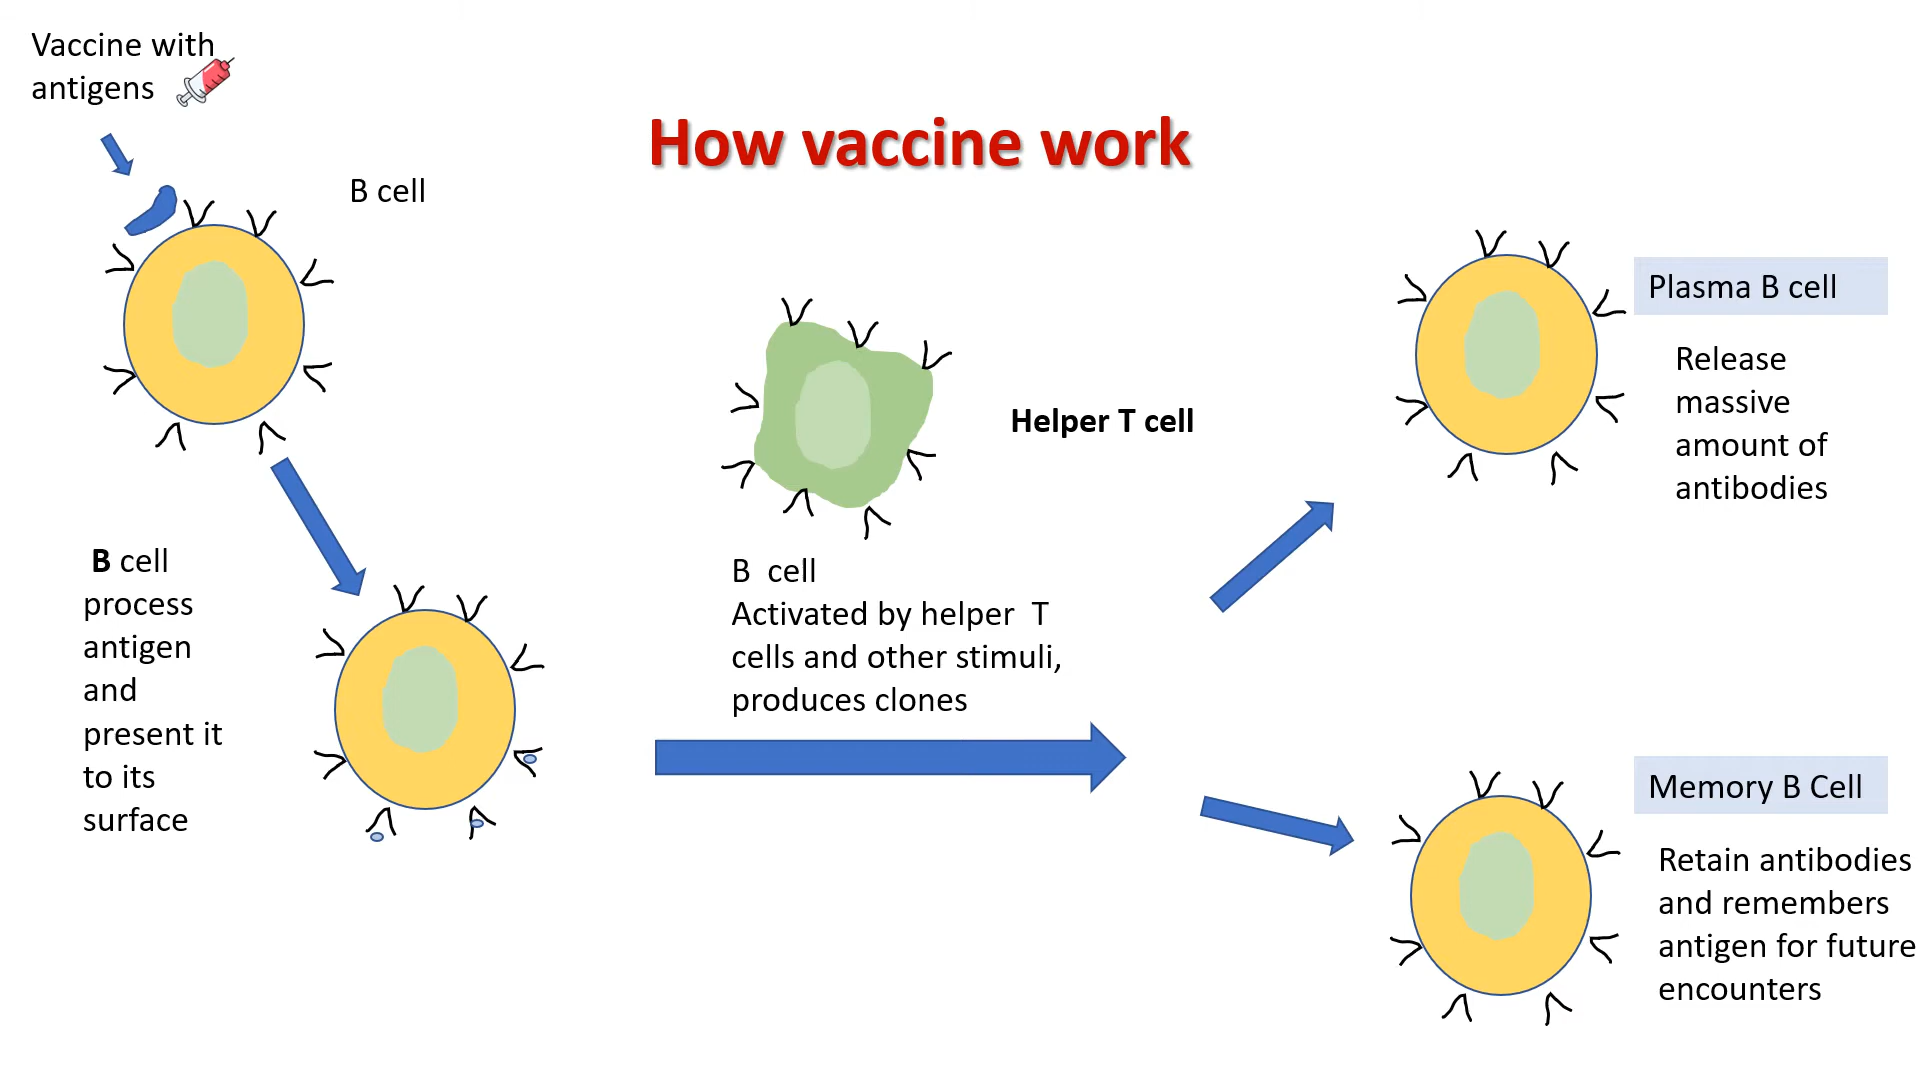 Vaccine with
antigens
How vaccine work
B cell
B cell
process
antigen
and
present it
to its
surface
Helper T cell
B cell
Activated by helper T
cells and other stimuli,
produces clones
Plasma B cell
Release
massive
amount of
antibodies
Memory B Cell
Retain antibodies
and remembers
antigen for future
encounters